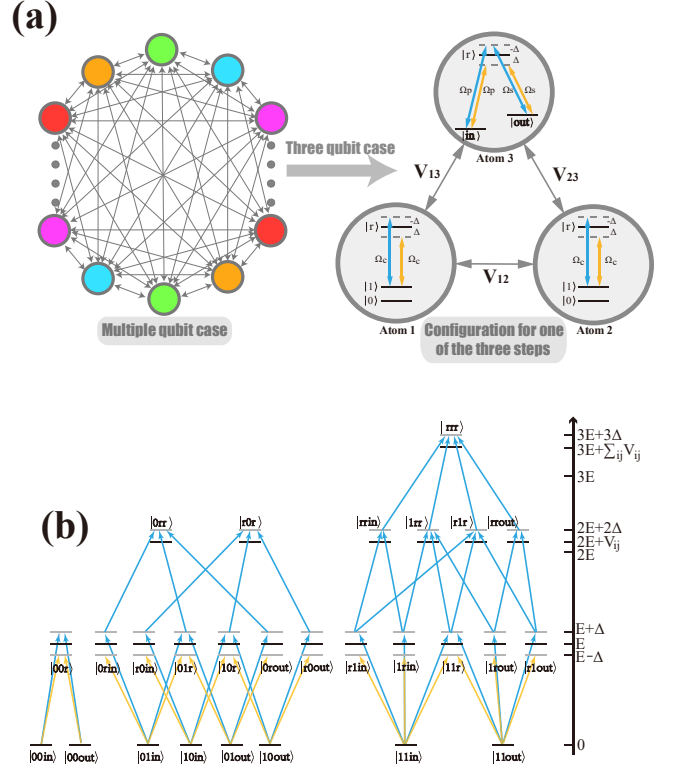 (a)
Three qubit case
Multiple qubit case
|r⟩
-Δ
Δ
Ωp
Ωp
Ωs
Ωs
|in⟩
|out⟩
Atom 3
V13
V23
V12
|r⟩
-Δ
Δ
Ωc
Ωc
|1⟩
|0⟩
Atom 1
|r⟩
-Δ
Δ
Ωc
Ωc
|1⟩
|0⟩
Atom 2
Configuration for one
of the three steps
(b)
|rrr⟩
3E+3Δ
3E+∑ijVij
3E
|0rr⟩ |r0r⟩ |rrin⟩ |1rr⟩ |r1r⟩ |rrout⟩
2E+2Δ
2E+Vij
2E
E+Δ
E
E−Δ
|00r⟩ |0rin⟩ |r0in⟩ |01r⟩ |10r⟩ |0rout⟩ |r0out⟩ |r1in⟩ |1rin⟩ |11r⟩ |1rout⟩ |r1out⟩
0
|00in⟩ |00out⟩ |01in⟩ |10in⟩ |01out⟩ |10out⟩ |11in⟩ |11out⟩